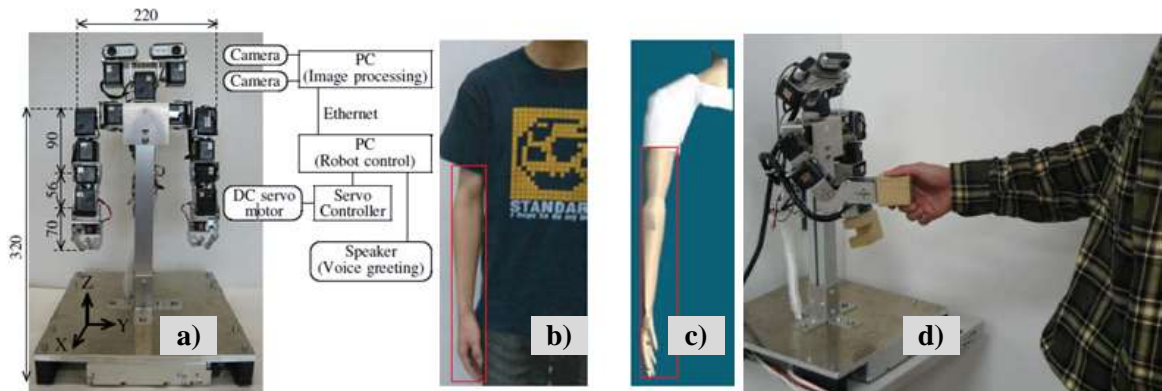 220
Camera
Camera
PC
(Image processing)
Ethernet
PC
(Robot control)
DC servo
motor
Servo
Controller
Speaker
(Voice greeting)
90
56
70
320
Z
Y
X
STANDAR
a)
b)
c)
d)